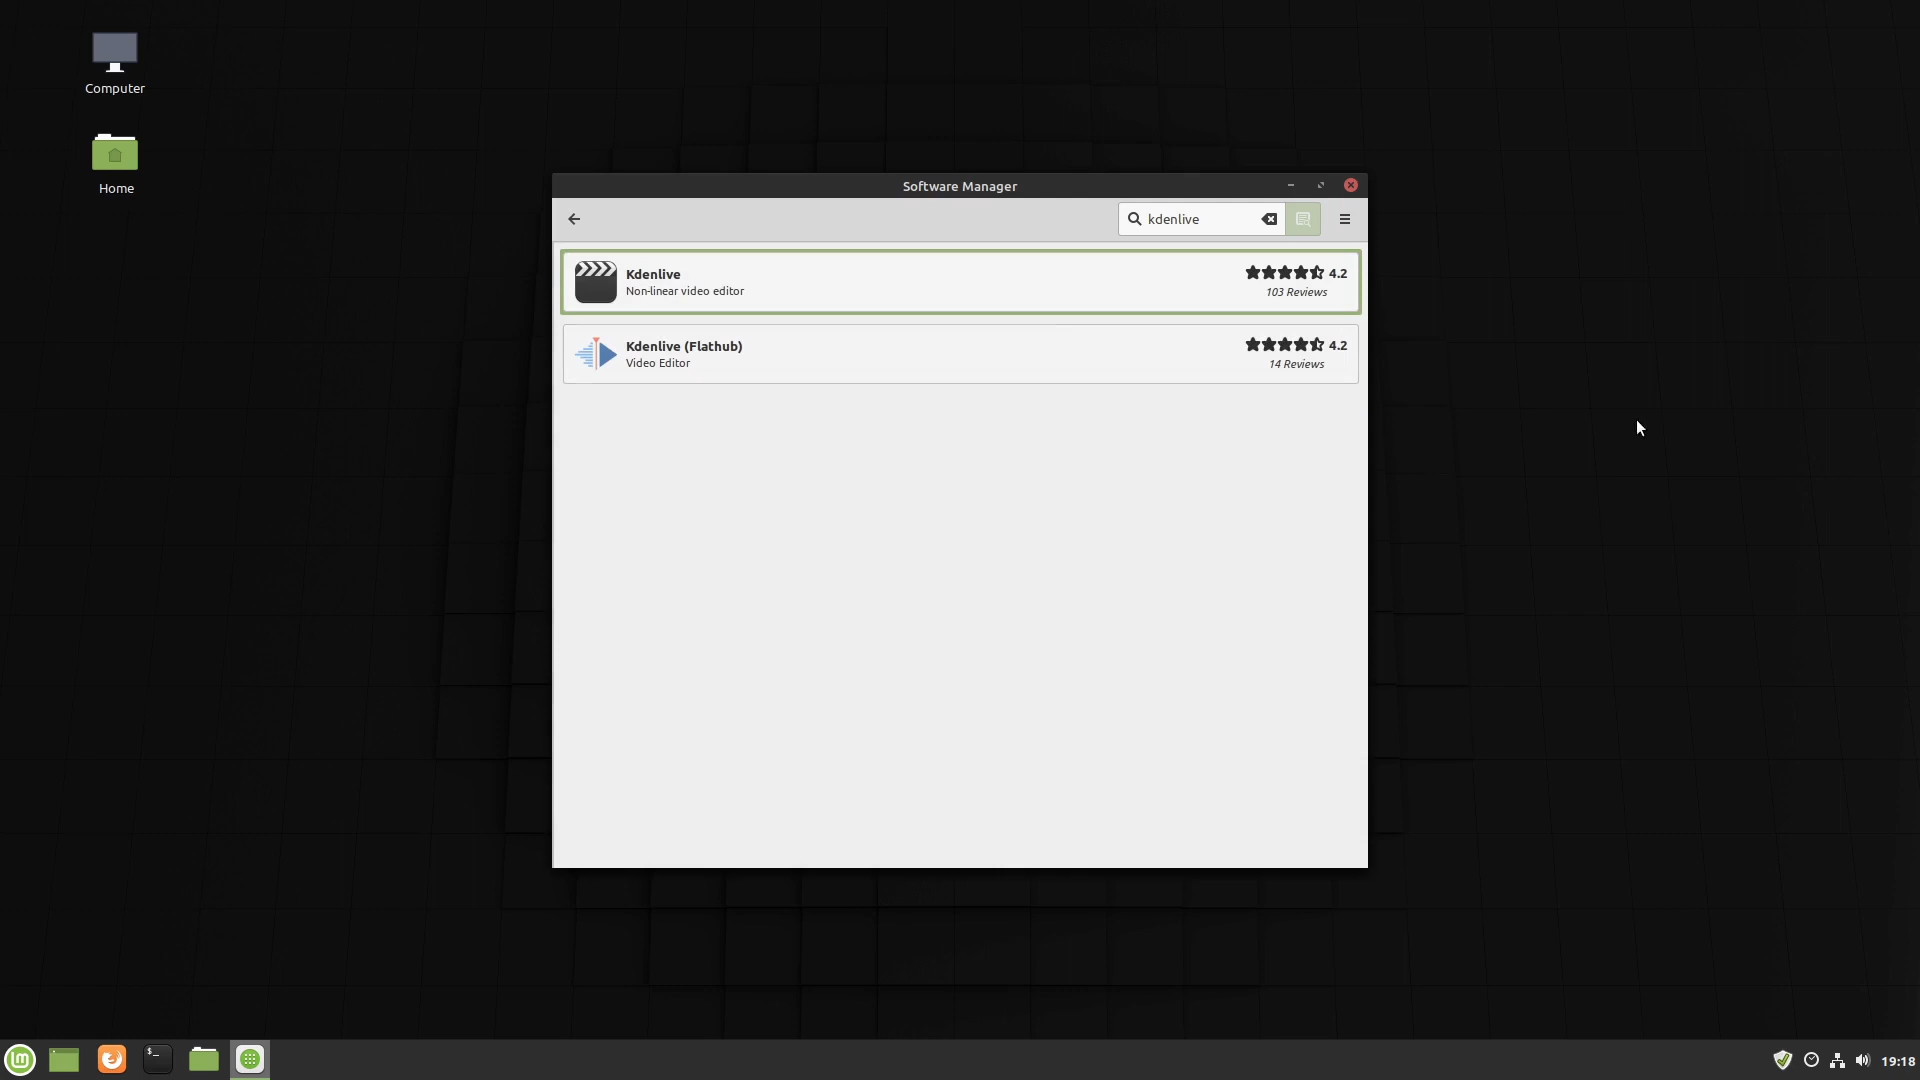 Computer
Home
Software Manager
kdenlive
Kdenlive
Non-linear video editor
4.2
103 Reviews
Kdenlive (Flathub)
Video Editor
4.2
14 Reviews
$_
lm
19:18